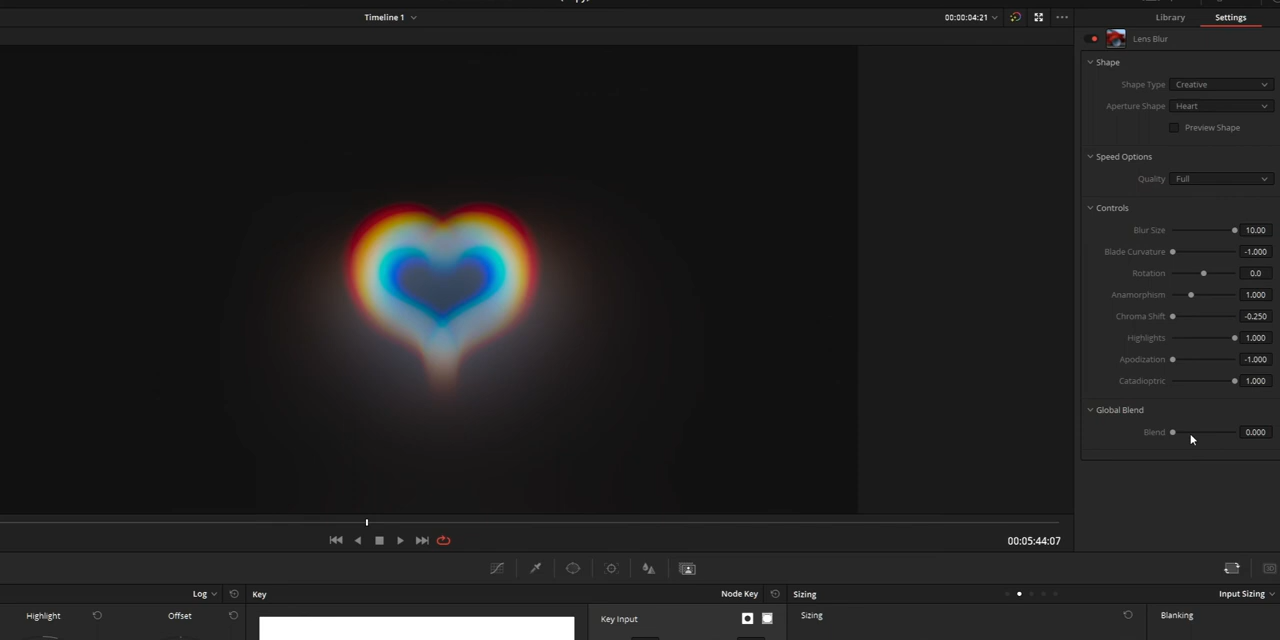 Timeline 1
00:00:04:21
Library
Settings
Lens Blur
Shape
Shape Type
Creative
Aperture Shape
Heart
Preview Shape
Speed Options
Quality
Full
Controls
Blur Size
10.00
Blade Curvature
-1.000
Rotation
0.0
Anamorphism
1.000
Chroma Shift
-0.250
Highlights
1.000
Apodization
-1.000
Catadioptric
1.000
Global Blend
Blend
0.000
00:05:44:07
Log
Key
Node Key
Sizing
Input Sizing
Highlight
Offset
Key Input
Sizing
Blanking